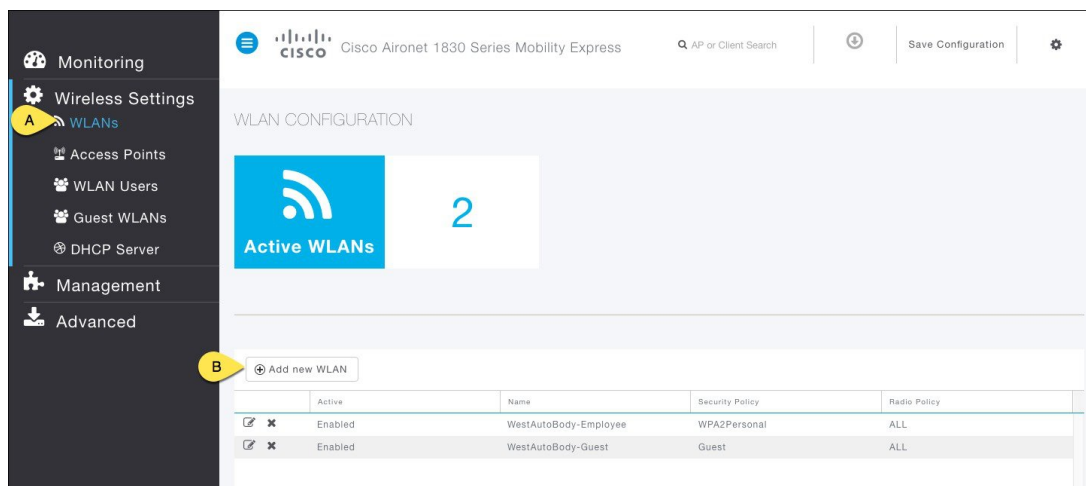 Monitoring
Wireless Settings
A
WLANs
Access Points
WLAN Users
Guest WLANs
DHCP Server
Management
Advanced
CISCO Cisco Aironet 1830 Series Mobility Express AP or Client Search Save Configuration
WLAN CONFIGURATION
Active WLANs 2
B
Add new WLAN
Active Name Security Policy Radio Policy
Enabled WestAutoBody-Employee WPA2Personal ALL
Enabled WestAutoBody-Guest Guest ALL